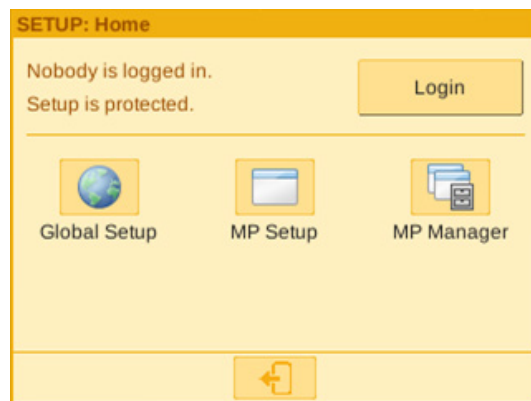 SETUP: Home
Nobody is logged in.
Setup is protected.
Login
Global Setup
MP Setup
MP Manager